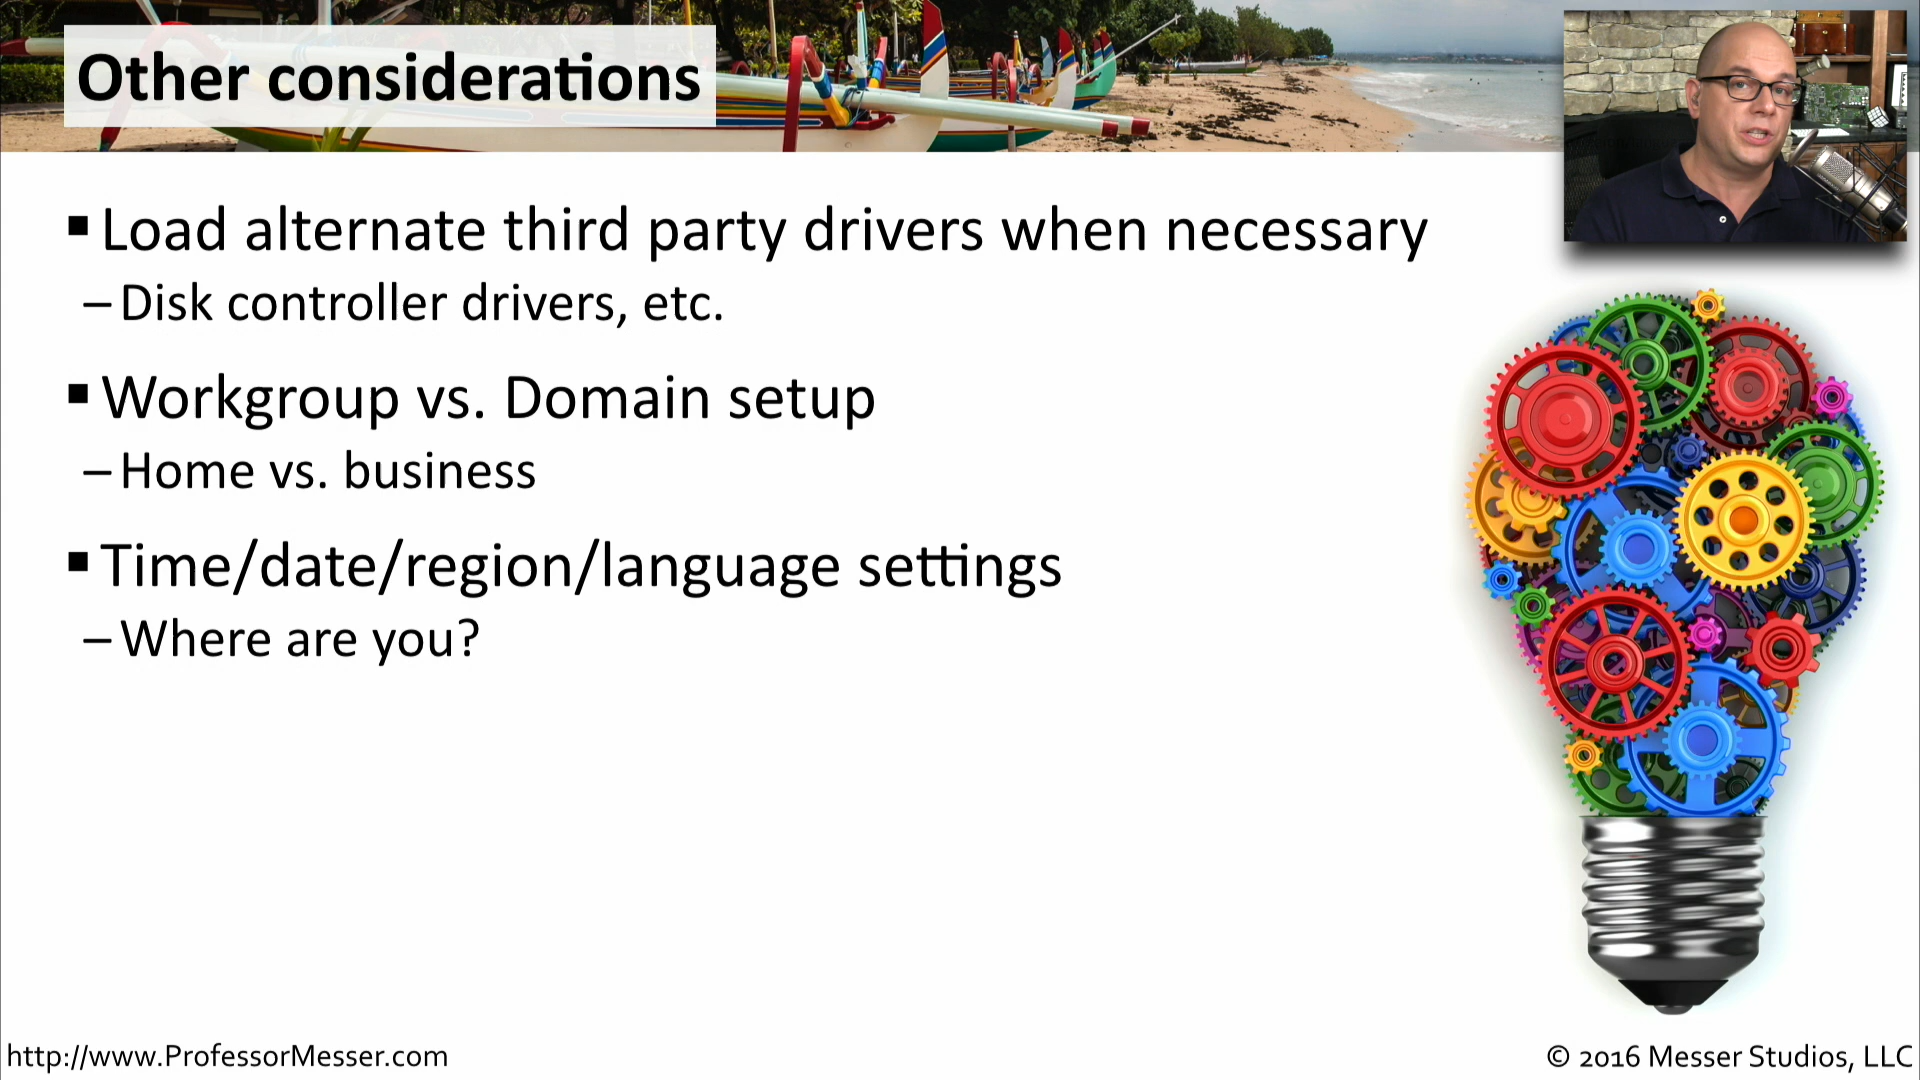 Other considerations
▪ Load alternate third party drivers when necessary
– Disk controller drivers, etc.
▪ Workgroup vs. Domain setup
– Home vs. business
▪ Time/date/region/language settings
– Where are you?
http://www.ProfessorMesser.com
© 2016 Messer Studios, LLC